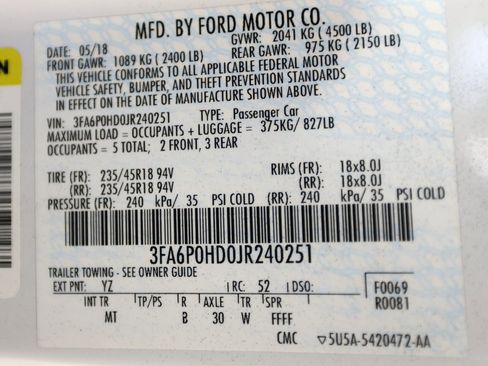 MFD. BY FORD MOTOR CO.
DATE: 05/18 GVWR: 2041 KG ( 4500 LB)
FRONT GAWR: 1089 KG ( 2400 LB) REAR GAWR: 975 KG ( 2150 LB)
THIS VEHICLE CONFORMS TO ALL APPLICABLE FEDERAL MOTOR
VEHICLE SAFETY, BUMPER, AND THEFT PREVENTION STANDARDS
IN EFFECT ON THE DATE OF MANUFACTURE SHOWN ABOVE.
VIN: 3FA6P0HD0JR240251 TYPE: Passenger Car
MAXIMUM LOAD = OCCUPANTS + LUGGAGE = 375KG/ 827LB
OCCUPANTS = 5 TOTAL; 2 FRONT, 3 REAR
TIRE (FR): 235/45R18 94V RIMS (FR): 18x8.0J
(RR): 235/45R18 94V (RR): 18x8.0J
PRESSURE (FR): 240 kPa/ 35 PSI COLD (RR): 240 kPa/ 35 PSI COLD
3FA6P0HD0JR240251
TRAILER TOWING - SEE OWNER GUIDE
EXT PNT: YZ RC: 52 DSO: F0069
INT TR TP/PS R AXLE TR SPR R0081
MT B 30 W FFFF
CMC ▽5U5A-5420472-AA